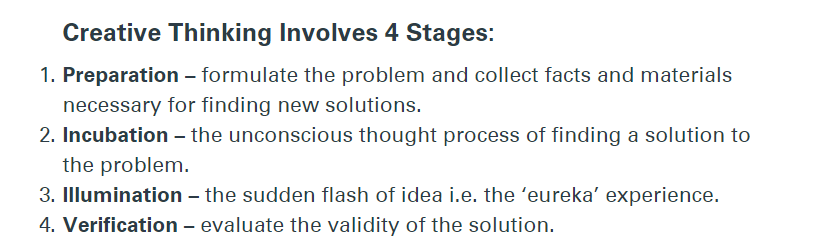 Creative Thinking Involves 4 Stages:
1. Preparation – formulate the problem and collect facts and materials
necessary for finding new solutions.
2. Incubation – the unconscious thought process of finding a solution to
the problem.
3. Illumination – the sudden flash of idea i.e. the ‘eureka’ experience.
4. Verification – evaluate the validity of the solution.